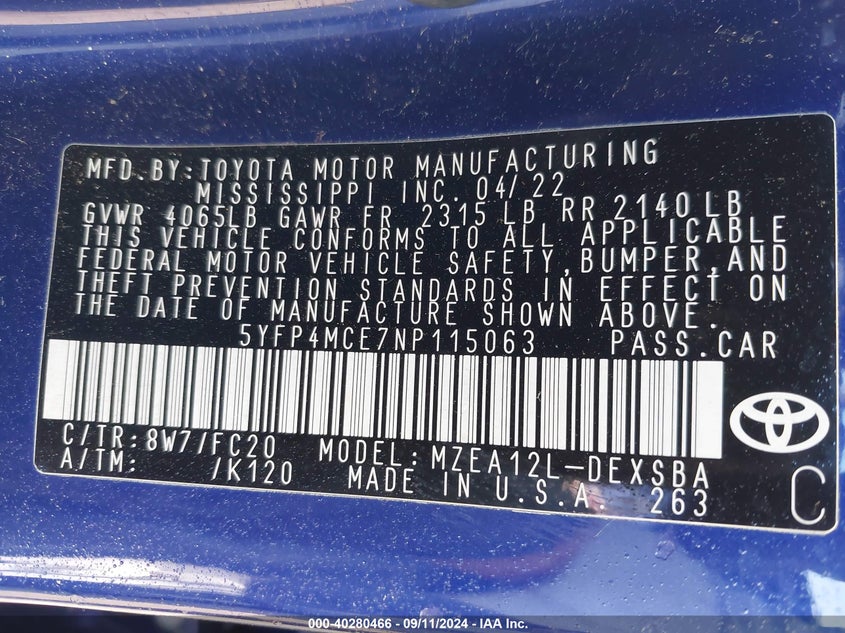 MFD BY:TOYOTA MOTOR MANUFACTURING
MISSISSIPPI INC. 04/22
GVWR 4065LB GAWR FR 2315 LB RR 2140 LB
THIS VEHICLE CONFORMS TO ALL APPLICABLE
FEDERAL MOTOR VEHICLE SAFETY,BUMPER,AND
THEFT PREVENTION STANDARDS IN EFFECT ON
THE DATE OF MANUFACTURE SHOWN ABOVE.
5YFP4MCE7NP115063 PASS.CAR
C/TR:8W7/FC20 MODEL:MZEA12L-DEXSBA
A/TM: /K120 MADE IN U.S.A. 263
C
000-40280466 - 09/11/2024 - IAA Inc.